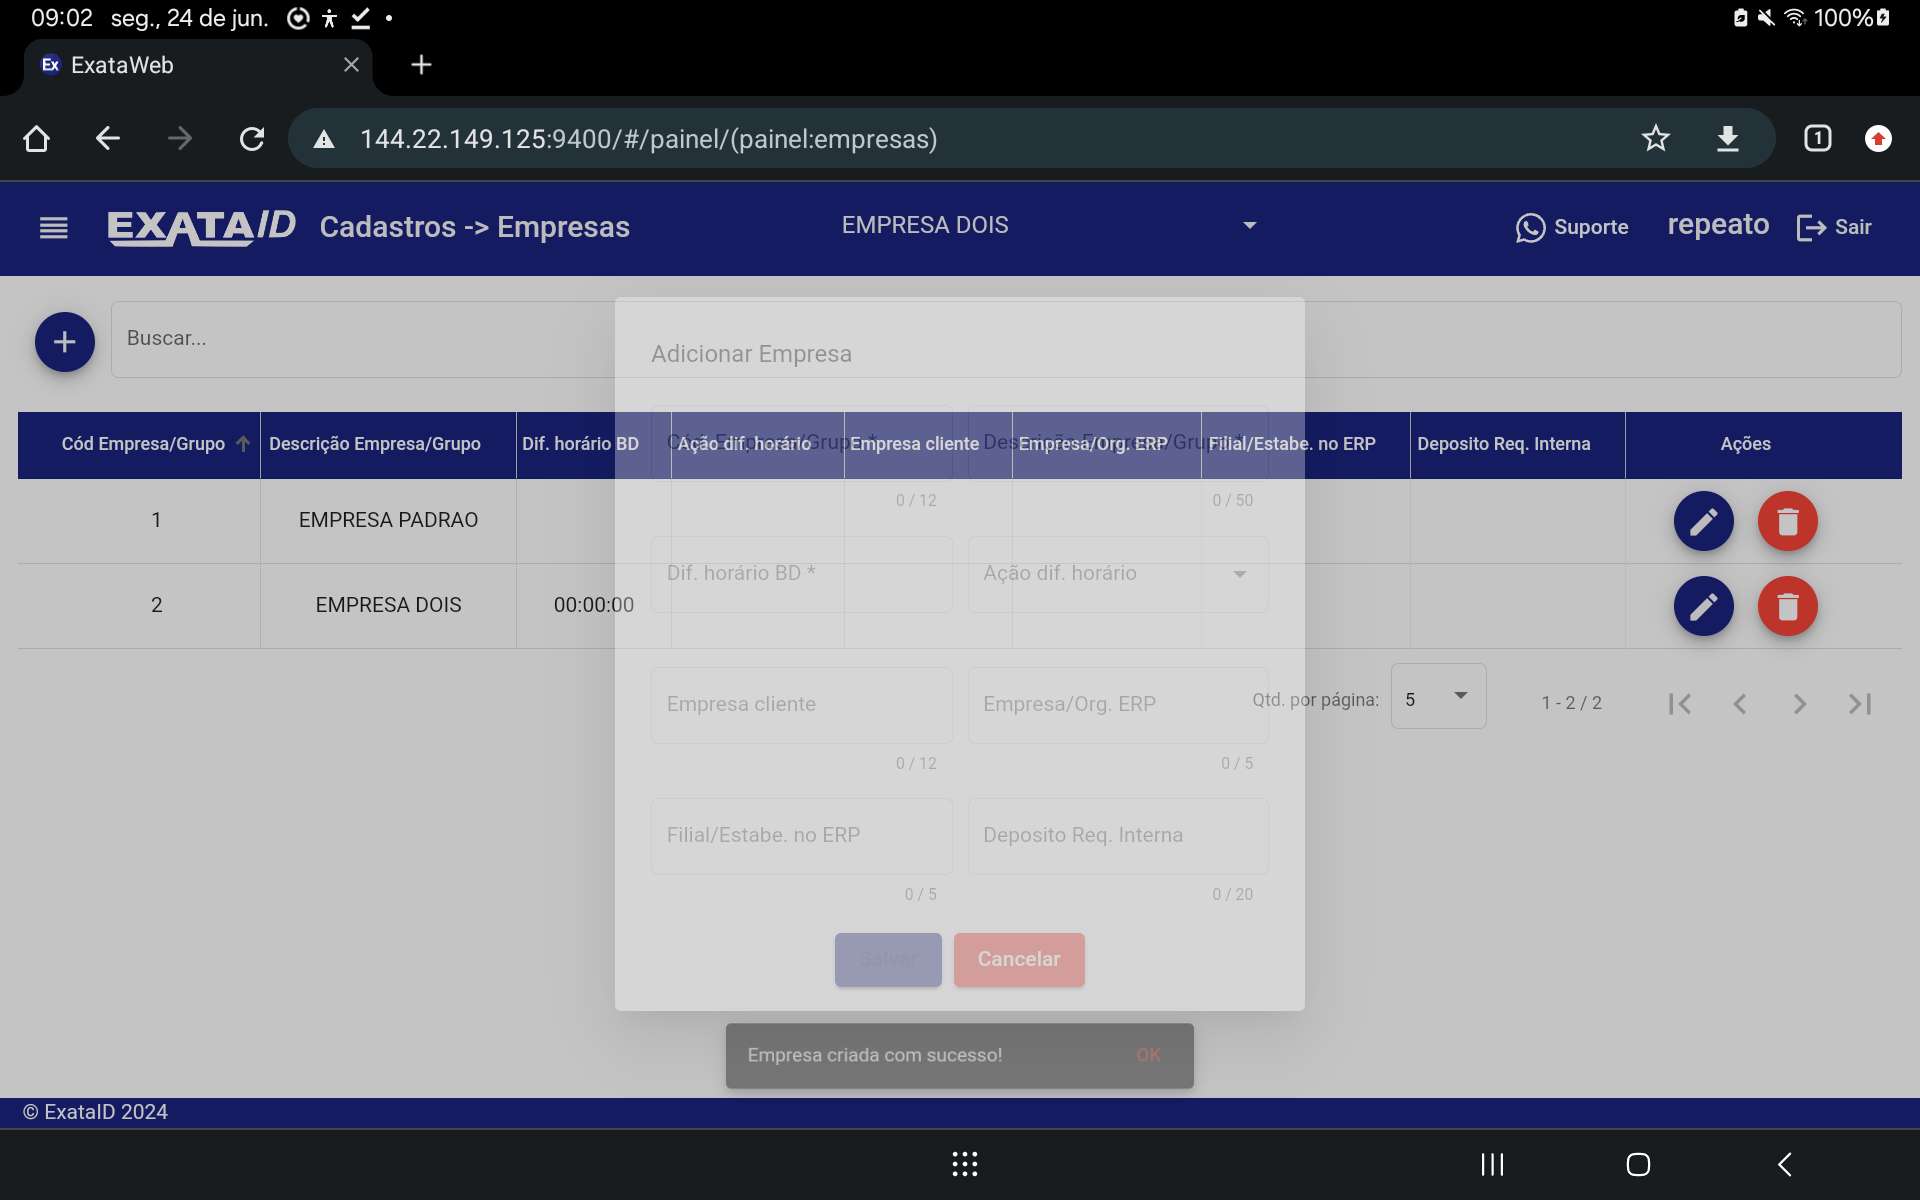 09:02 seg., 24 de jun. 100%
Ex ExataWeb
144.22.149.125:9400/#/painel/(painel:empresas) 1
EXATA ID Cadastros -> Empresas EMPRESA DOIS Suporte repeato Sair
Buscar...
Adicionar Empresa
Cód Empresa/Grupo Descrição Empresa/Grupo Dif. horário BD Ação dif. horário Empresa cliente Empresa/Org. ERP Filial/Estabe. no ERP Deposito Req. Interna Ações
Cód. Empresa/Grupo * Descrição Empresa/Grupo *
0 / 12 0 / 50
1 EMPRESA PADRAO
Dif. horário BD * Ação dif. horário
2 EMPRESA DOIS 00:00:00
Empresa cliente Empresa/Org. ERP
Qtd. por página: 5 1 - 2 / 2
0 / 12 0 / 5
Filial/Estabe. no ERP Deposito Req. Interna
0 / 5 0 / 20
Salvar Cancelar
Empresa criada com sucesso! OK
© ExataID 2024